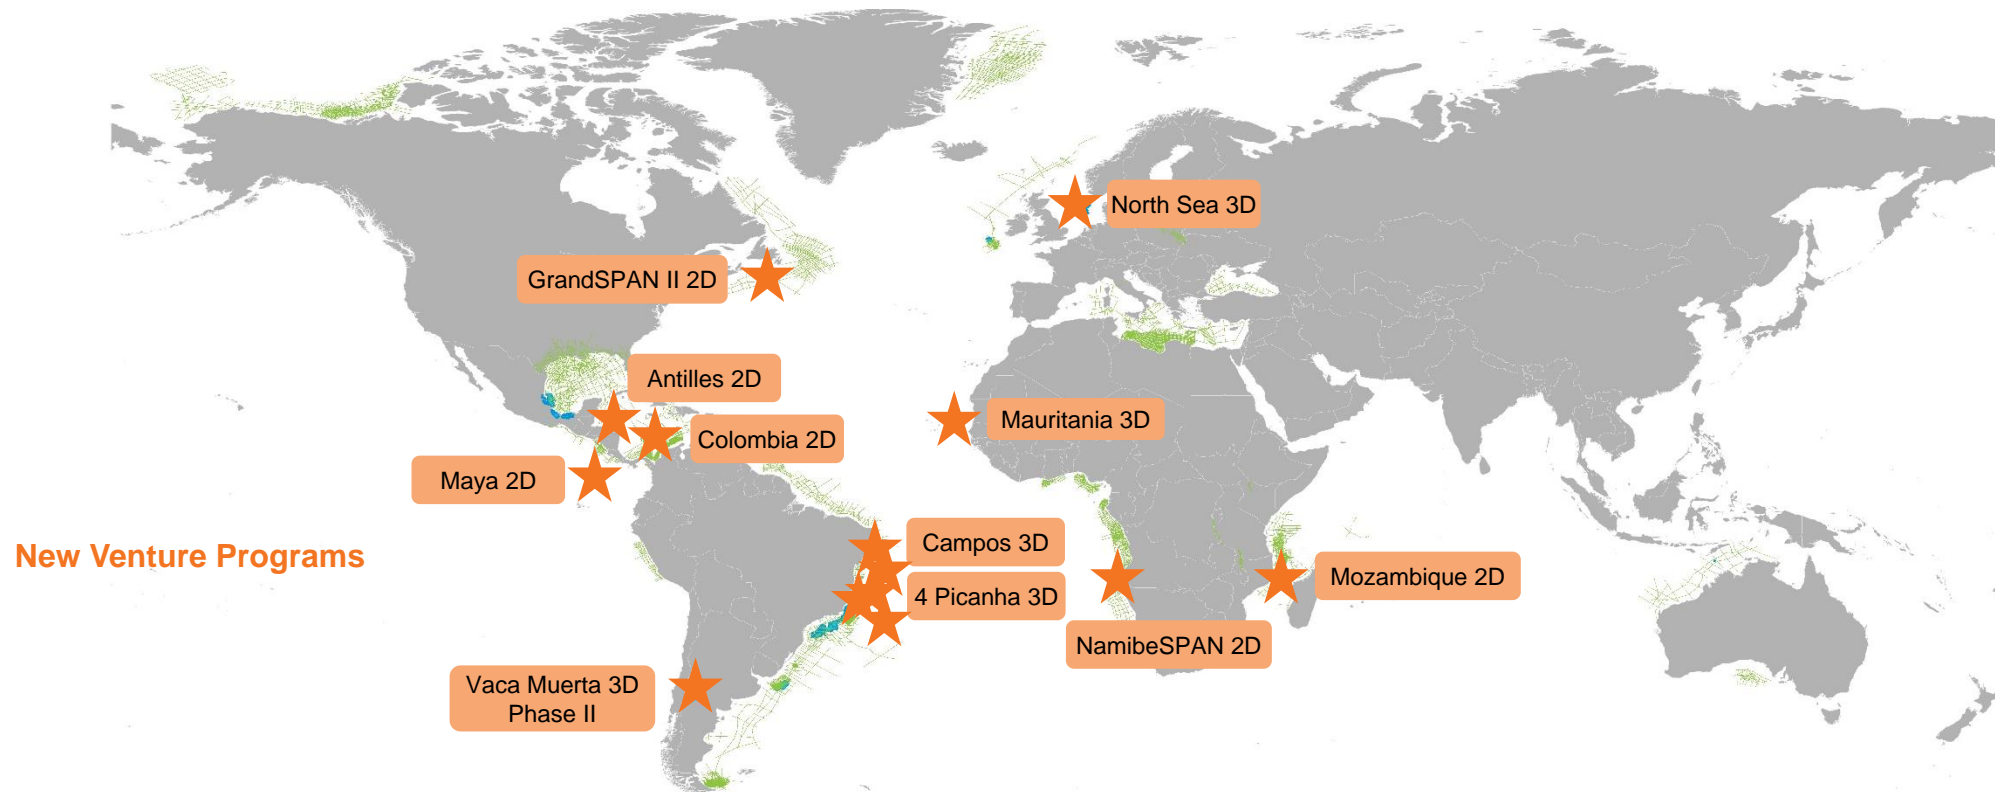 North Sea 3D
GrandSPAN II 2D
Antilles 2D
Mauritania 3D
Colombia 2D
Maya 2D
Campos 3D
New Venture Programs
Mozambique 2D
4 Picanha 3D
NamibeSPAN 2D
Vaca Muerta 3D
Phase II